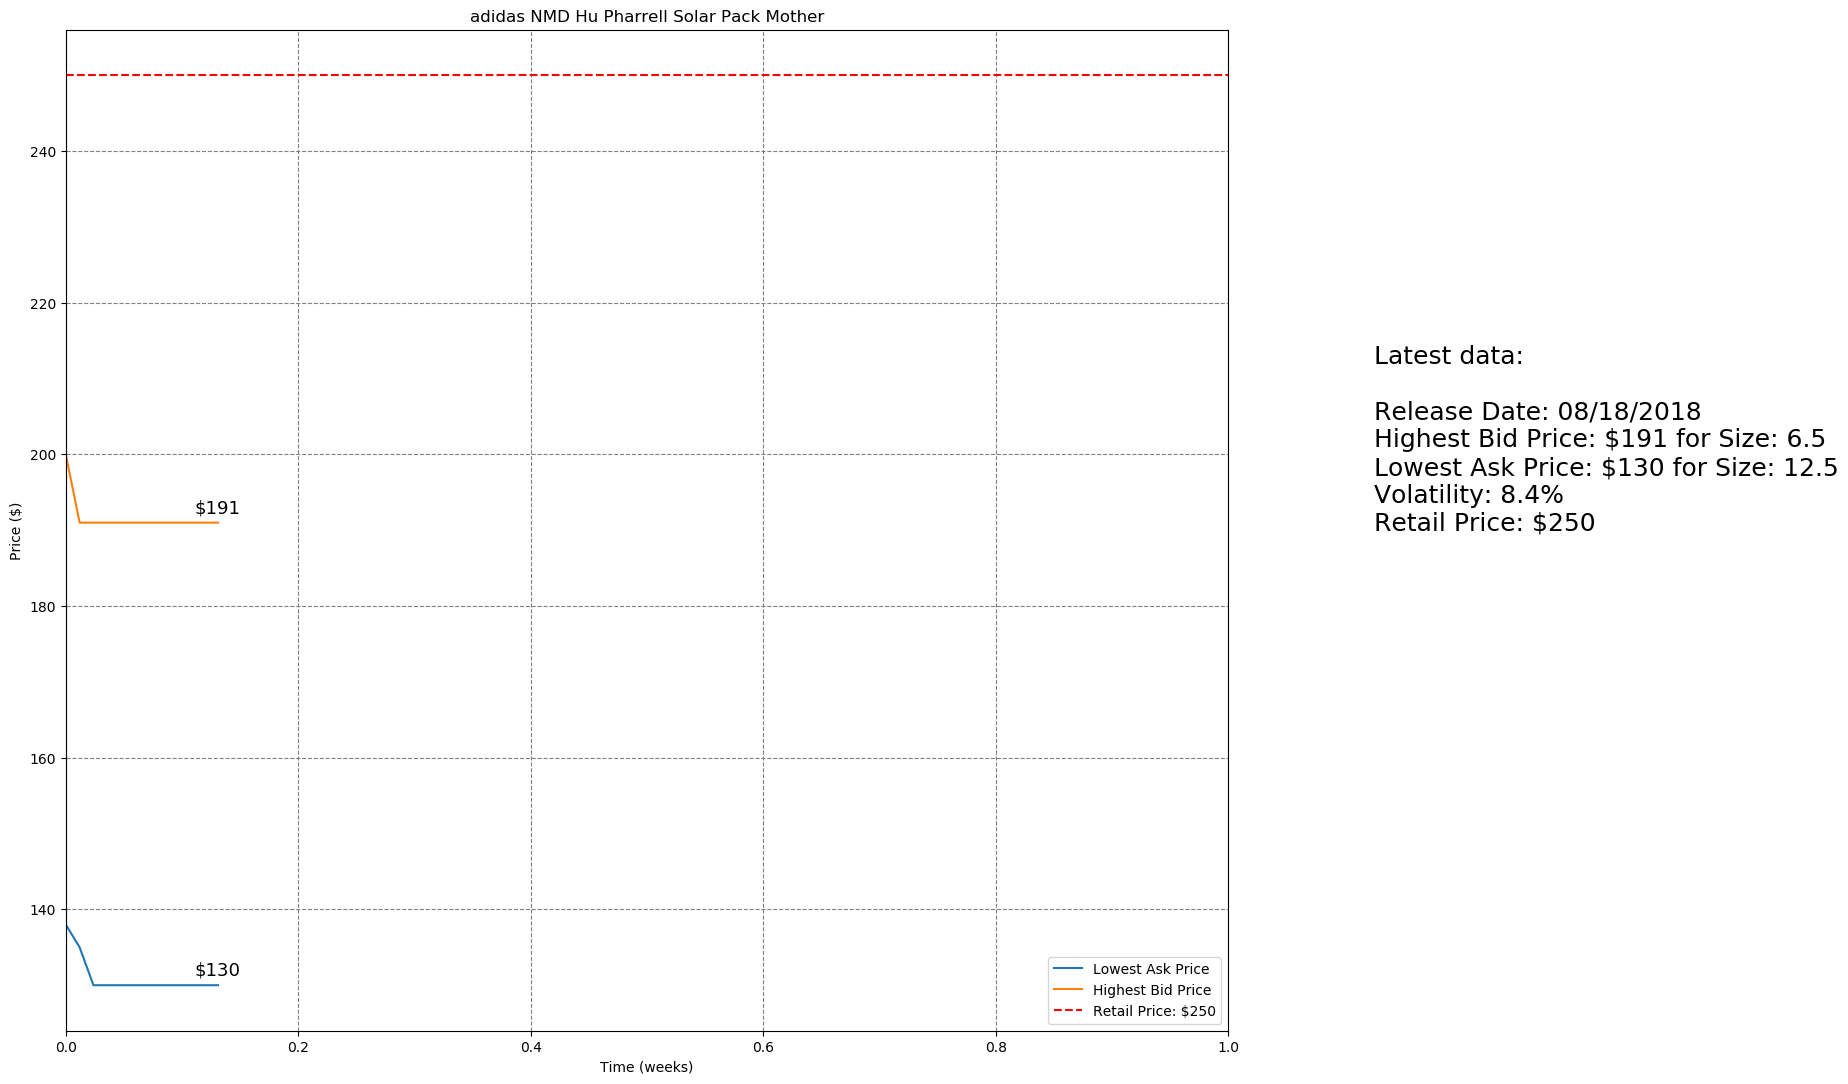 adidas NMD Hu Pharrell Solar Pack Mother
240
220
200
180
160
140
Price ($)
$191
$130
0.0 0.2 0.4 0.6 0.8 1.0
Time (weeks)
Lowest Ask Price
Highest Bid Price
Retail Price: $250
Latest data:
Release Date: 08/18/2018
Highest Bid Price: $191 for Size: 6.5
Lowest Ask Price: $130 for Size: 12.5
Volatility: 8.4%
Retail Price: $250